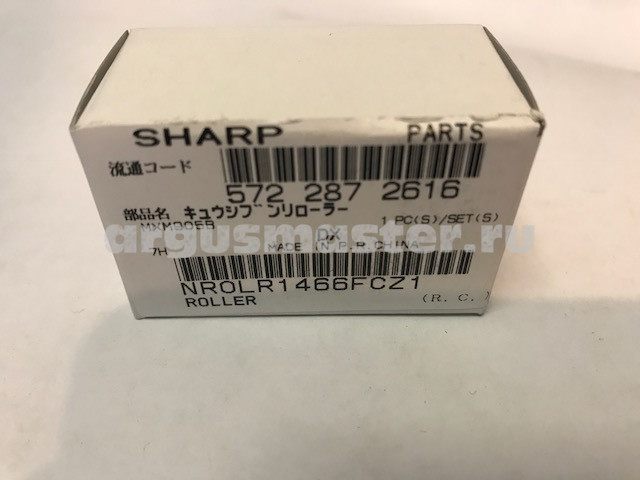 SHARP PARTS
流通コード
572 287 2616
部品名 キュウシブンリローラー
1 PC(S)/SET(S)
DX
7H MADE IN P.R.CHINA
NROLR1466FCZ1
ROLLER (R. C.)
argusmaster.ru